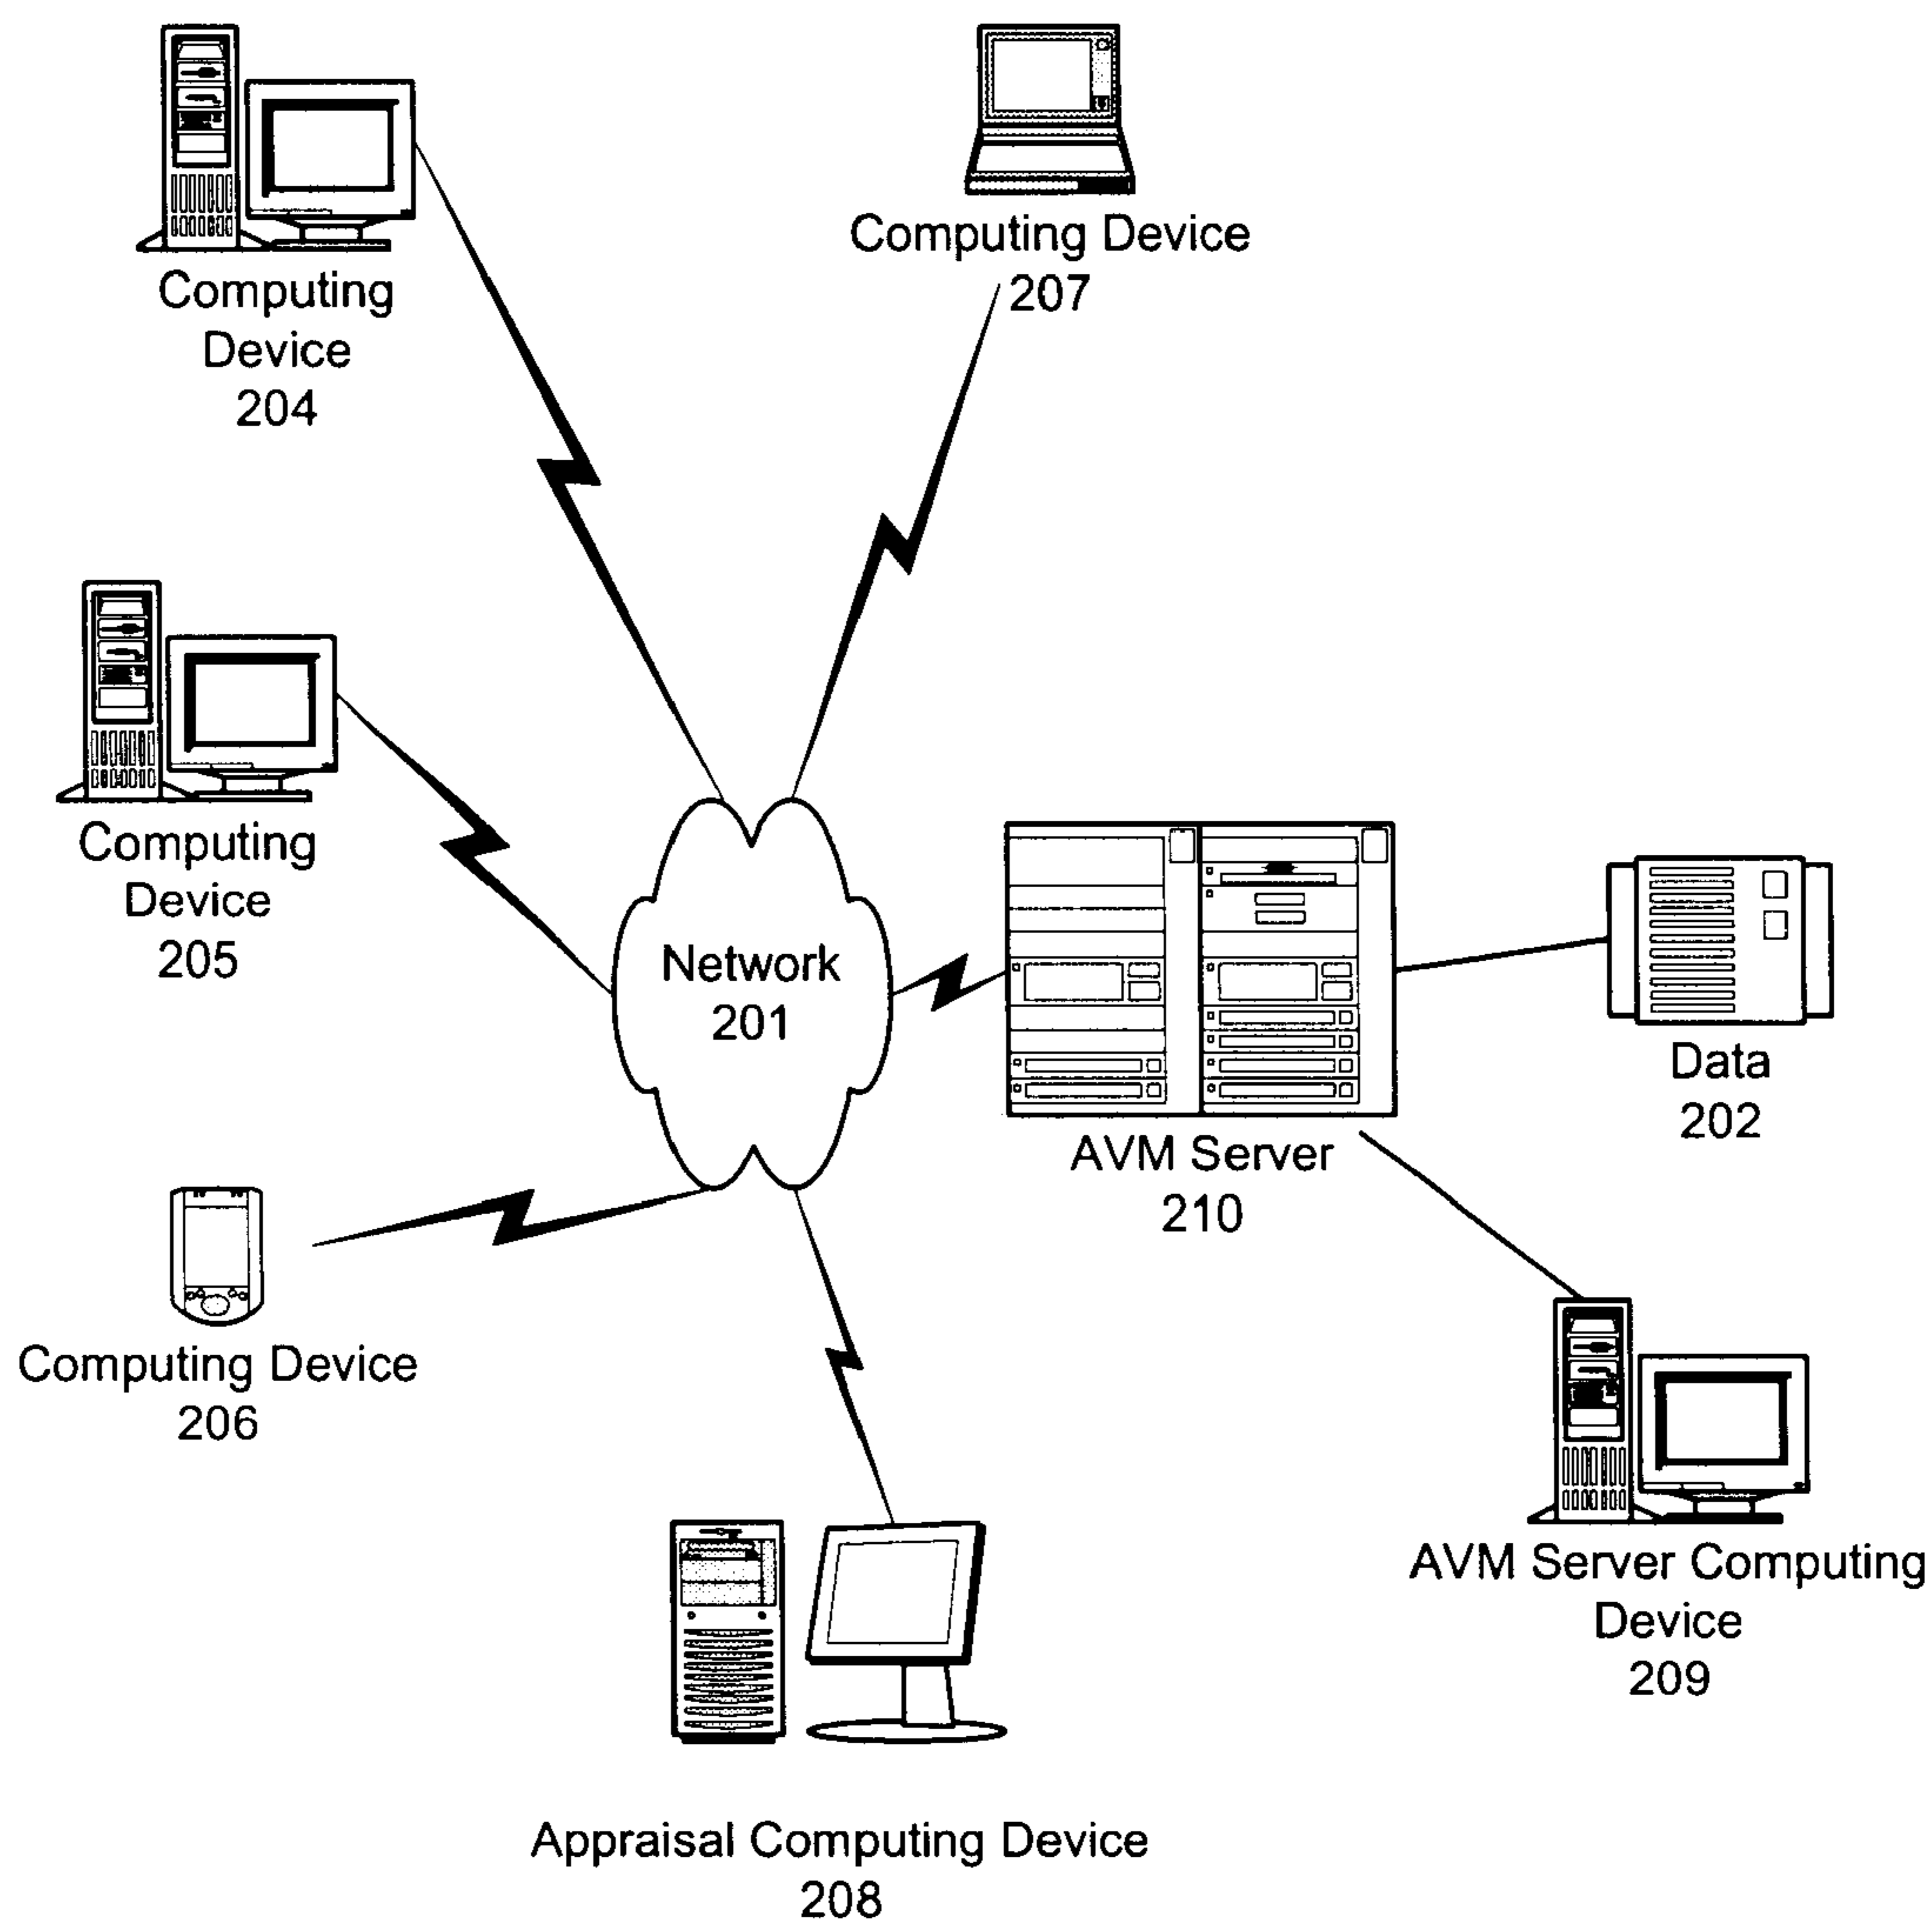 Computing
Device
204
Computing Device
207
Computing
Device
205
Network
201
Data
202
AVM Server
210
Computing Device
206
AVM Server Computing
Device
209
Appraisal Computing Device
208